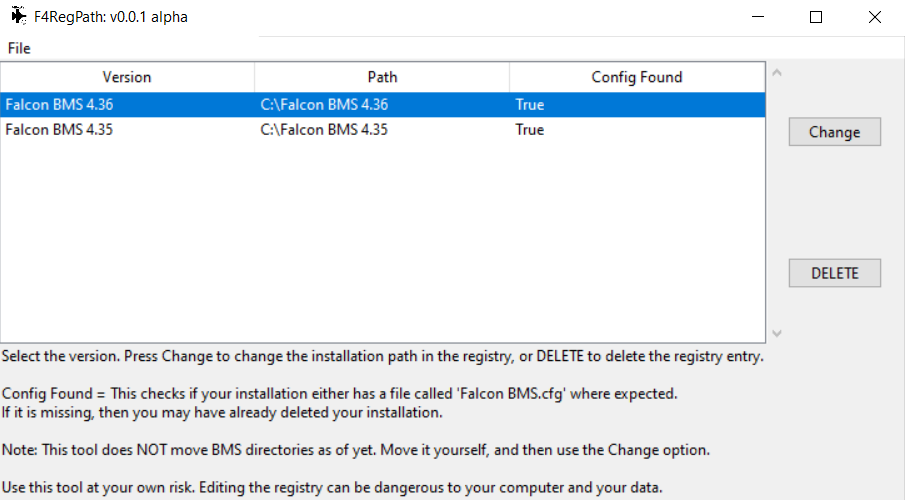 F4RegPath: v0.0.1 alpha
File
Version Path Config Found
Falcon BMS 4.36 C:\Falcon BMS 4.36 True
Falcon BMS 4.35 C:\Falcon BMS 4.35 True
Change
DELETE
Select the version. Press Change to change the installation path in the registry, or DELETE to delete the registry entry.
Config Found = This checks if your installation either has a file called 'Falcon BMS.cfg' where expected.
If it is missing, then you may have already deleted your installation.
Note: This tool does NOT move BMS directories as of yet. Move it yourself, and then use the Change option.
Use this tool at your own risk. Editing the registry can be dangerous to your computer and your data.